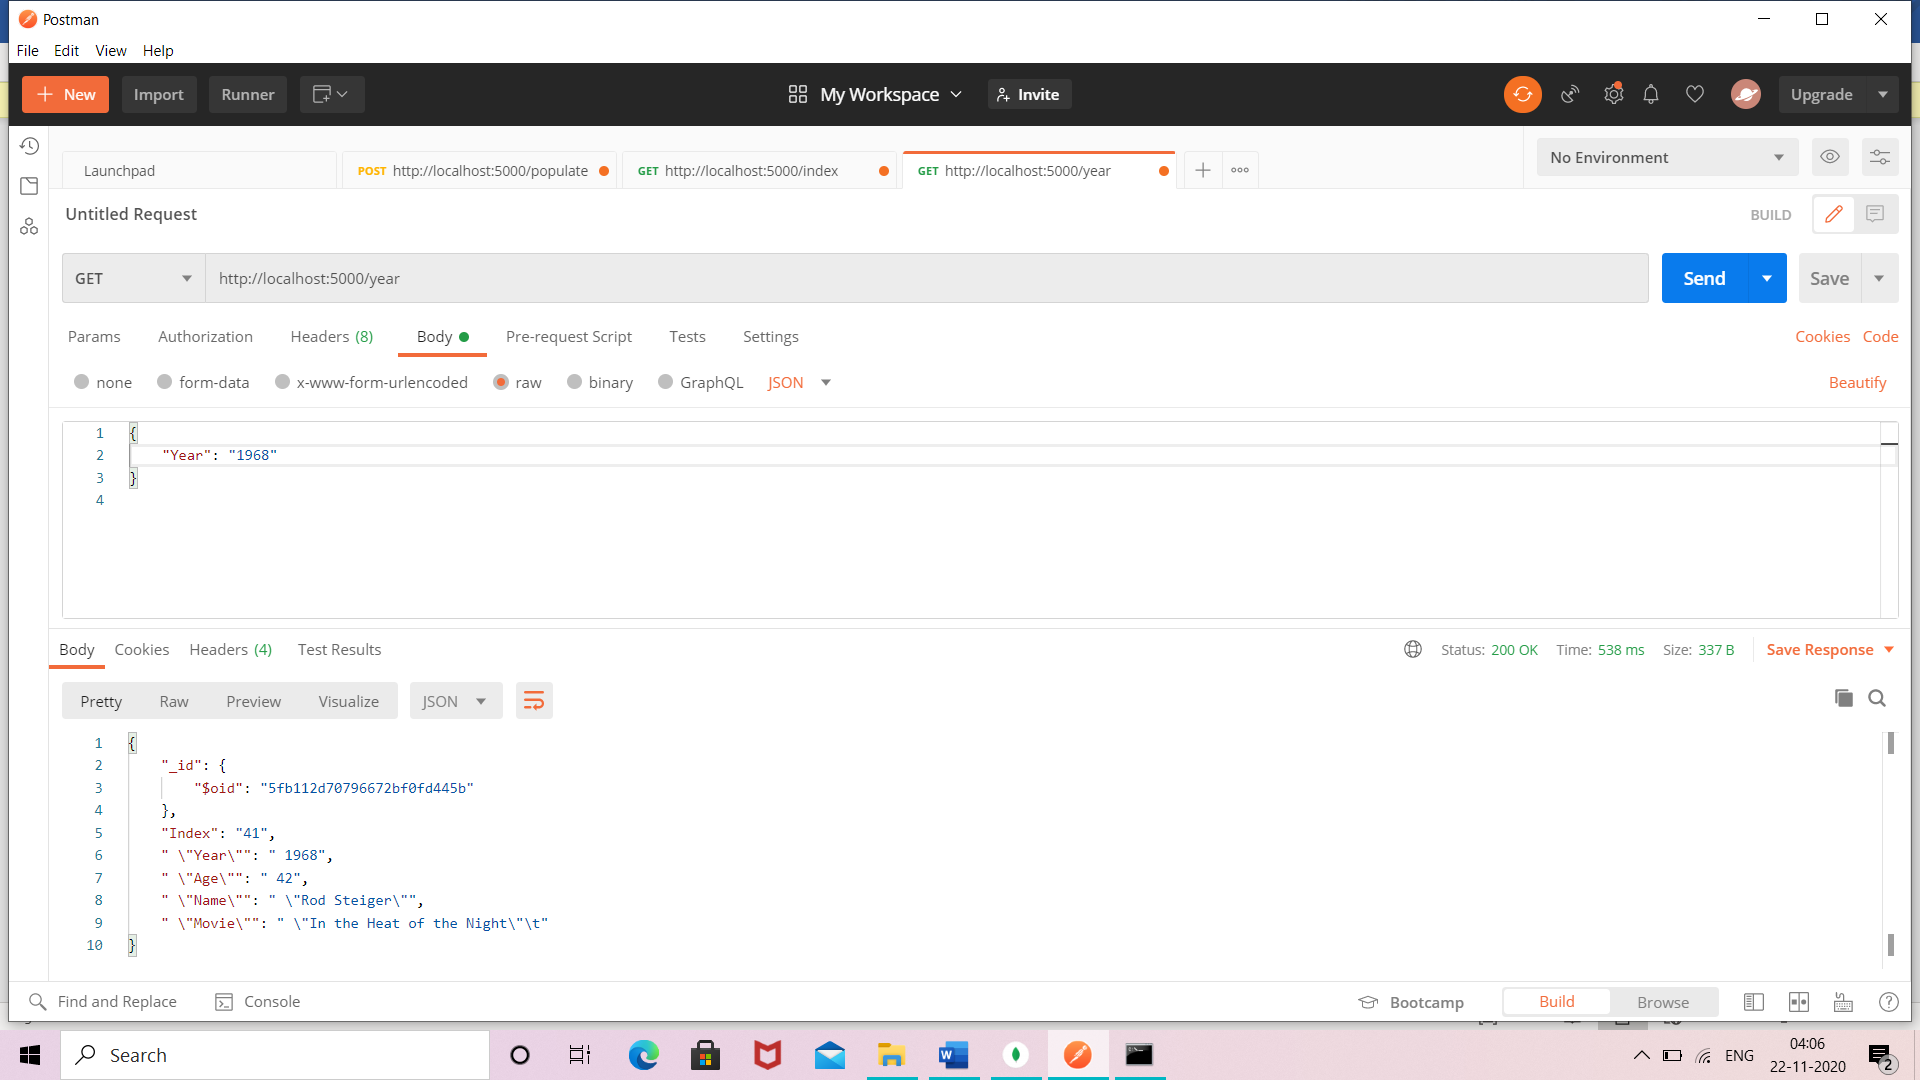 Postman
File Edit View Help
New Import Runner My Workspace Invite Upgrade
Launchpad POST http://localhost:5000/populate GET http://localhost:5000/index GET http://localhost:5000/year No Environment
Untitled Request BUILD
GET http://localhost:5000/year Send Save
Params Authorization Headers (8) Body Pre-request Script Tests Settings Cookies Code
none form-data x-www-form-urlencoded raw binary GraphQL JSON Beautify
1 {
2 "Year": "1968"
3 }
4
Body Cookies Headers (4) Test Results Status: 200 OK Time: 538 ms Size: 337 B Save Response
Pretty Raw Preview Visualize JSON
1 {
2 "_id": {
3 "$oid": "5fb112d70796672bf0fd445b"
4 },
5 "Index": "41",
6 " \"Year\"": " 1968",
7 " \"Age\"": " 42",
8 " \"Name\"": " \"Rod Steiger\"",
9 " \"Movie\"": " \"In the Heat of the Night\"\t"
10 }
Find and Replace Console Bootcamp Build Browse
Search ENG 04:06
22-11-2020 2